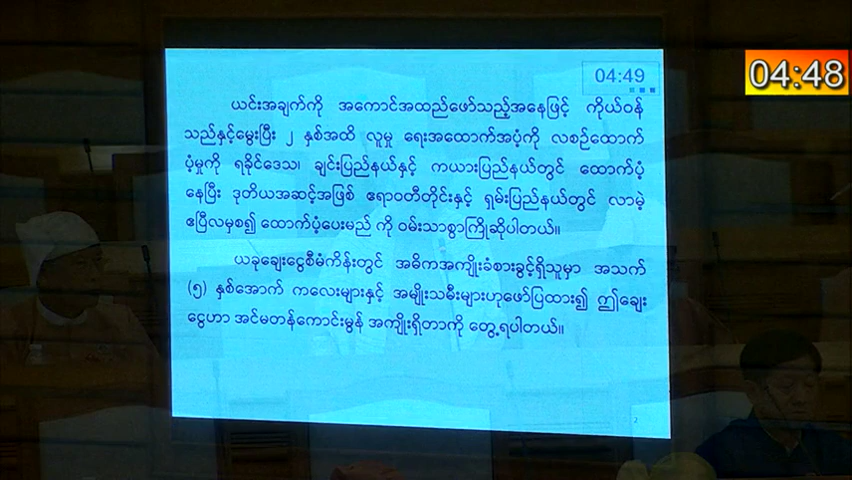 04:49
04:48
ယင်းအချက်ကို အကောင်အထည်ဖော်သည့်အနေဖြင့် ကိုယ်ဝန်
သည်နှင့်မွေးပြီး ၂ နှစ်အထိ လူမှု ရေးအထောက်အပံ့ကို လစဉ်ထောက်
ပံ့မှုကို ရခိုင်ဒေသ၊ ချင်းပြည်နယ်နှင့် ကယားပြည်နယ်တွင် ထောက်ပံ့
နေပြီး ဒုတိယအဆင့်အဖြစ် ဧရာဝတီတိုင်းနှင့် ရှမ်းပြည်နယ်တွင် လာမဲ့
ဧပြီလမှစ၍ ထောက်ပံ့ပေးမည် ကို ဝမ်းသာစွာကြိုဆိုပါတယ်။
ယခုချေးငွေစီမံကိန်းတွင် အဓိကအကျိုးခံစားခွင့်ရှိသူမှာ အသက်
(၅) နှစ်အောက် ကလေးများနှင့် အမျိုးသမီးများဟုဖော်ပြထား၍ ဤချေး
ငွေဟာ အင်မတန်ကောင်းမွန် အကျိုးရှိတာကို တွေ့ရပါတယ်။
2